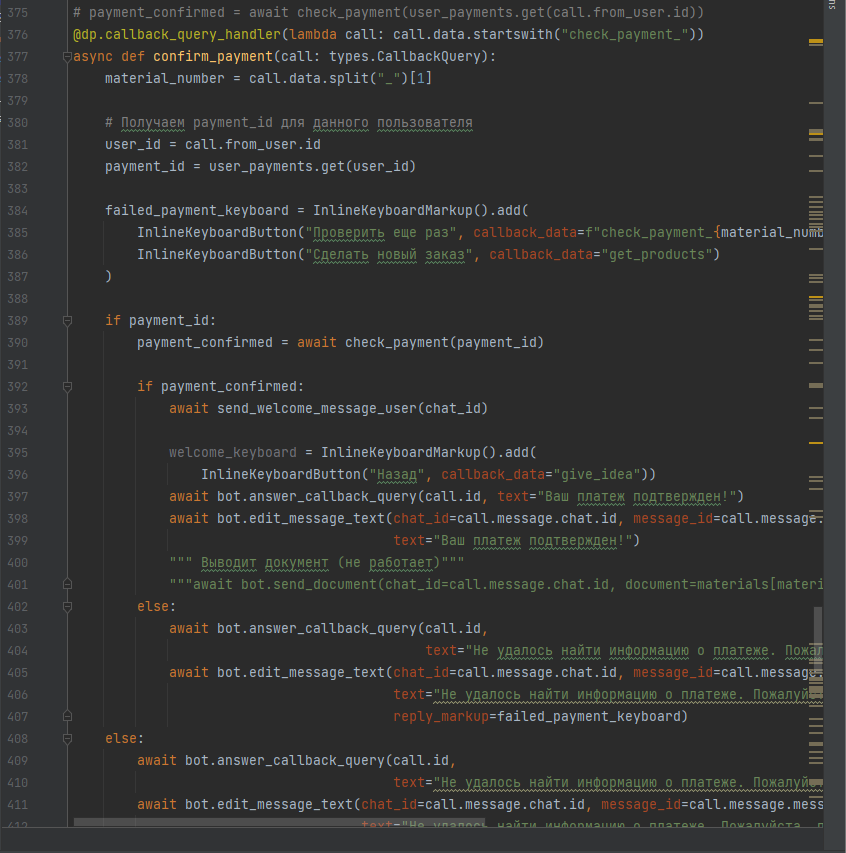 375 # payment_confirmed = await check_payment(user_payments.get(call.from_user.id))
376 @dp.callback_query_handler(lambda call: call.data.startswith("check_payment_"))
377 async def confirm_payment(call: types.CallbackQuery):
378 material_number = call.data.split("_")[1]
379
380 # Получаем payment_id для данного пользователя
381 user_id = call.from_user.id
382 payment_id = user_payments.get(user_id)
383
384 failed_payment_keyboard = InlineKeyboardMarkup().add(
385 InlineKeyboardButton("Проверить еще раз", callback_data=f"check_payment_{material_numb
386 InlineKeyboardButton("Сделать новый заказ", callback_data="get_products")
387 )
388
389 if payment_id:
390 payment_confirmed = await check_payment(payment_id)
391
392 if payment_confirmed:
393 await send_welcome_message_user(chat_id)
394
395 welcome_keyboard = InlineKeyboardMarkup().add(
396 InlineKeyboardButton("Назад", callback_data="give_idea"))
397 await bot.answer_callback_query(call.id, text="Ваш платеж подтвержден!")
398 await bot.edit_message_text(chat_id=call.message.chat.id, message_id=call.message.
399 text="Ваш платеж подтвержден!")
400 """ Выводит документ (не работает)"""
401 """await bot.send_document(chat_id=call.message.chat.id, document=materials[materi
402 else:
403 await bot.answer_callback_query(call.id,
404 text="Не удалось найти информацию о платеже. Пожал
405 await bot.edit_message_text(chat_id=call.message.chat.id, message_id=call.message.
406 text="Не удалось найти информацию о платеже. Пожалуйс
407 reply_markup=failed_payment_keyboard)
408 else:
409 await bot.answer_callback_query(call.id,
410 text="Не удалось найти информацию о платеже. Пожалуйс
411 await bot.edit_message_text(chat_id=call.message.chat.id, message_id=call.message.mess
412 text="Не удалось найти информацию о платеже. Пожалуйста, п